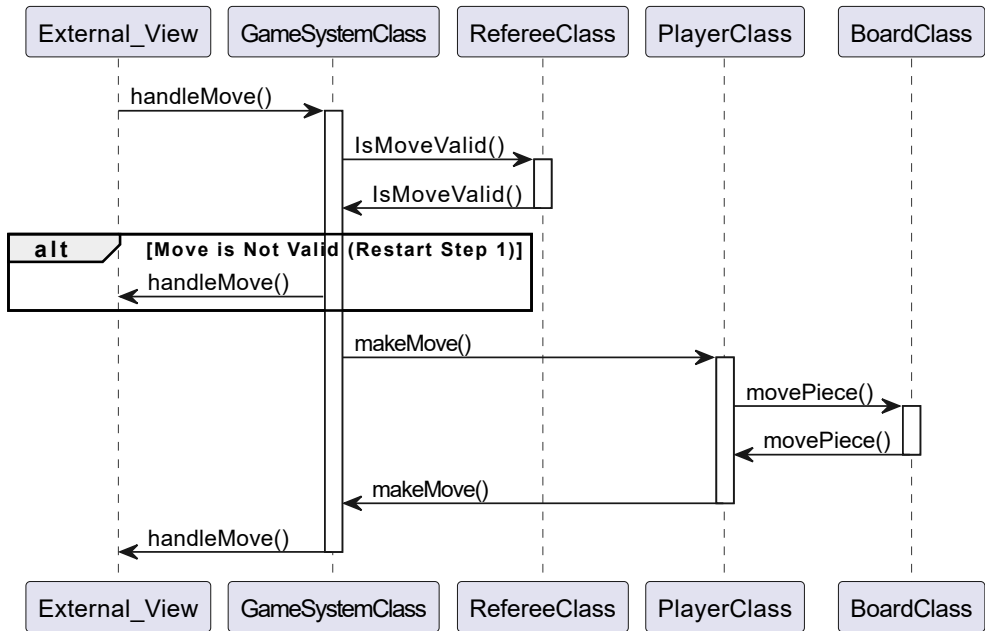 External_View GameSystemClass RefereeClass PlayerClass BoardClass
handleMove()
IsMoveValid()
IsMoveValid()
alt [Move is Not Valid (Restart Step 1)]
handleMove()
makeMove()
movePiece()
movePiece()
makeMove()
handleMove()
External_View GameSystemClass RefereeClass PlayerClass BoardClass